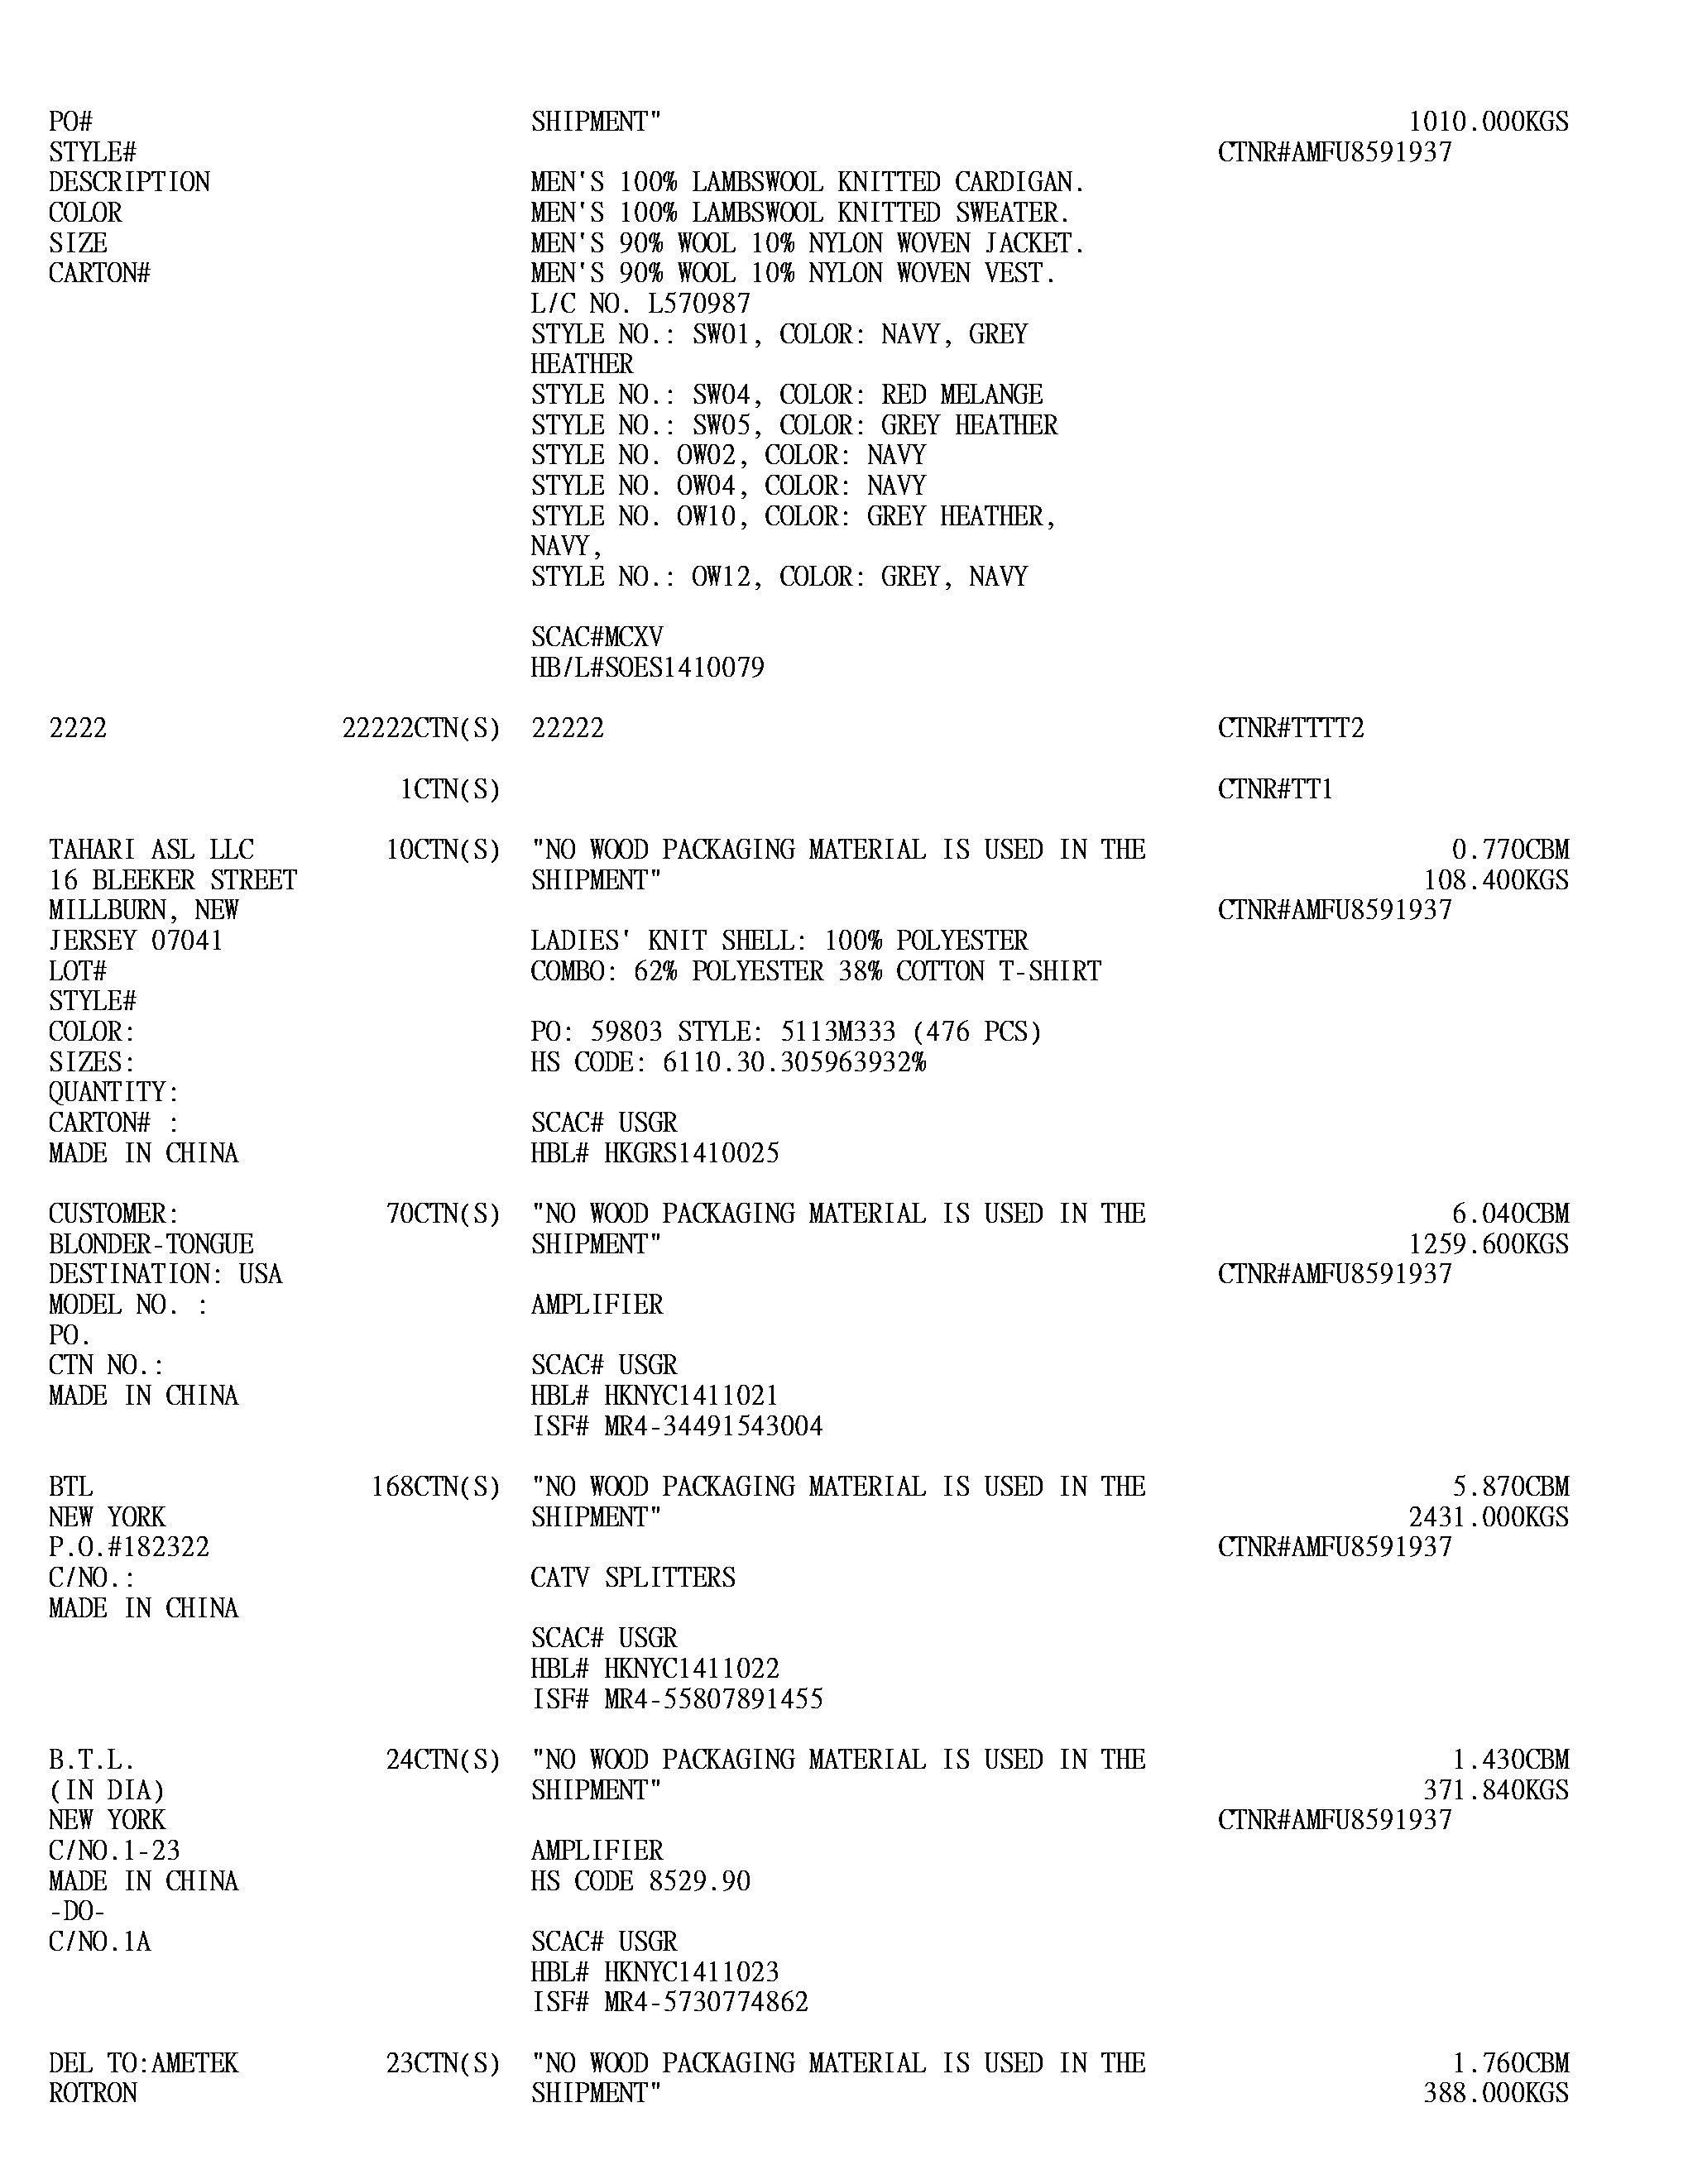 PO# SHIPMENT" 1010.000KGS
STYLE# CTNR#AMFU8591937
DESCRIPTION MEN'S 100% LAMBSWOOL KNITTED CARDIGAN.
COLOR MEN'S 100% LAMBSWOOL KNITTED SWEATER.
SIZE MEN'S 90% WOOL 10% NYLON WOVEN JACKET.
CARTON# MEN'S 90% WOOL 10% NYLON WOVEN VEST.
L/C NO. L570987
STYLE NO.: SW01, COLOR: NAVY, GREY
HEATHER
STYLE NO.: SW04, COLOR: RED MELANGE
STYLE NO.: SW05, COLOR: GREY HEATHER
STYLE NO. OW02, COLOR: NAVY
STYLE NO. OW04, COLOR: NAVY
STYLE NO. OW10, COLOR: GREY HEATHER,
NAVY,
STYLE NO.: OW12, COLOR: GREY, NAVY
SCAC#MCXV
HB/L#SOES1410079
2222 22222CTN(S) 22222 CTNR#TTTT2
1CTN(S) CTNR#TT1
TAHARI ASL LLC 10CTN(S) "NO WOOD PACKAGING MATERIAL IS USED IN THE 0.770CBM
16 BLEEKER STREET SHIPMENT" 108.400KGS
MILLBURN, NEW CTNR#AMFU8591937
JERSEY 07041 LADIES' KNIT SHELL: 100% POLYESTER
LOT# COMBO: 62% POLYESTER 38% COTTON T-SHIRT
STYLE#
COLOR: PO: 59803 STYLE: 5113M333 (476 PCS)
SIZES: HS CODE: 6110.30.305963932%
QUANTITY:
CARTON# : SCAC# USGR
MADE IN CHINA HBL# HKGRS1410025
CUSTOMER: 70CTN(S) "NO WOOD PACKAGING MATERIAL IS USED IN THE 6.040CBM
BLONDER-TONGUE SHIPMENT" 1259.600KGS
DESTINATION: USA CTNR#AMFU8591937
MODEL NO. : AMPLIFIER
PO.
CTN NO.: SCAC# USGR
MADE IN CHINA HBL# HKNYC1411021
ISF# MR4-34491543004
BTL 168CTN(S) "NO WOOD PACKAGING MATERIAL IS USED IN THE 5.870CBM
NEW YORK SHIPMENT" 2431.000KGS
P.O.#182322 CTNR#AMFU8591937
C/NO.: CATV SPLITTERS
MADE IN CHINA
SCAC# USGR
HBL# HKNYC1411022
ISF# MR4-55807891455
B.T.L. 24CTN(S) "NO WOOD PACKAGING MATERIAL IS USED IN THE 1.430CBM
(IN DIA) SHIPMENT" 371.840KGS
NEW YORK CTNR#AMFU8591937
C/NO.1-23 AMPLIFIER
MADE IN CHINA HS CODE 8529.90
-DO-
C/NO.1A SCAC# USGR
HBL# HKNYC1411023
ISF# MR4-5730774862
DEL TO:AMETEK 23CTN(S) "NO WOOD PACKAGING MATERIAL IS USED IN THE 1.760CBM
ROTRON SHIPMENT" 388.000KGS